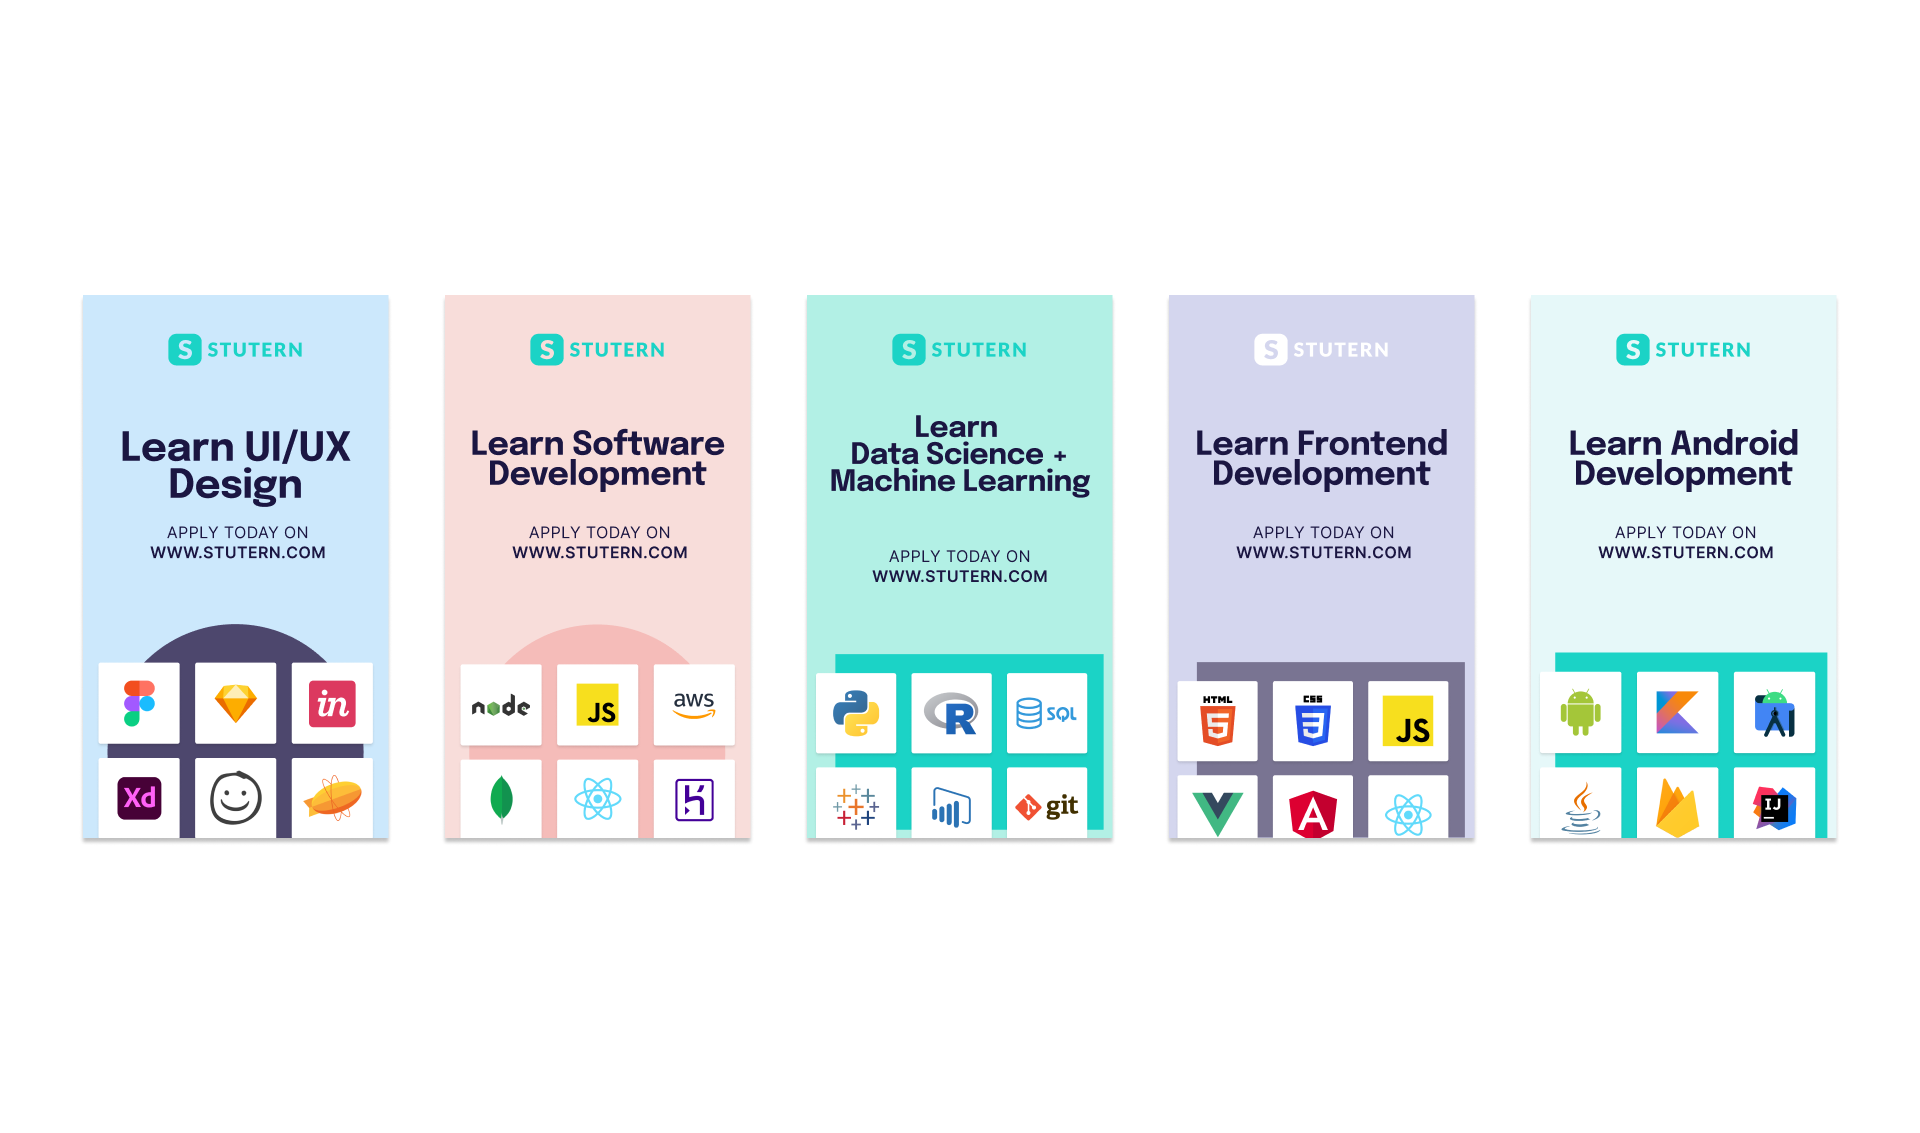 S STUTERN
Learn UI/UX
Design
APPLY TODAY ON
WWW.STUTERN.COM
in
Xd
S STUTERN
Learn Software
Development
APPLY TODAY ON
WWW.STUTERN.COM
node
JS
aws
S STUTERN
Learn
Data Science +
Machine Learning
APPLY TODAY ON
WWW.STUTERN.COM
R
SQL
git
S STUTERN
Learn Frontend
Development
APPLY TODAY ON
WWW.STUTERN.COM
HTML
5
CSS
3
JS
A
S STUTERN
Learn Android
Development
APPLY TODAY ON
WWW.STUTERN.COM
IJ